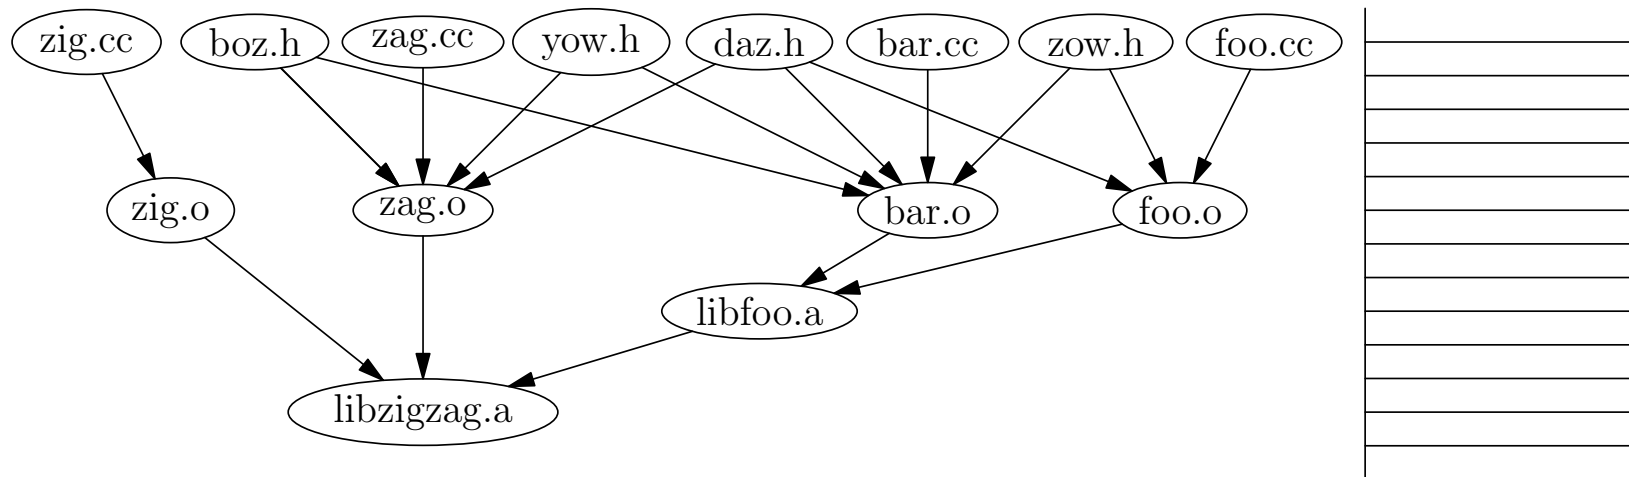 zig.cc boz.h zag.cc yow.h daz.h bar.cc zow.h foo.cc
zig.o zag.o bar.o foo.o
libfoo.a
libzigzag.a